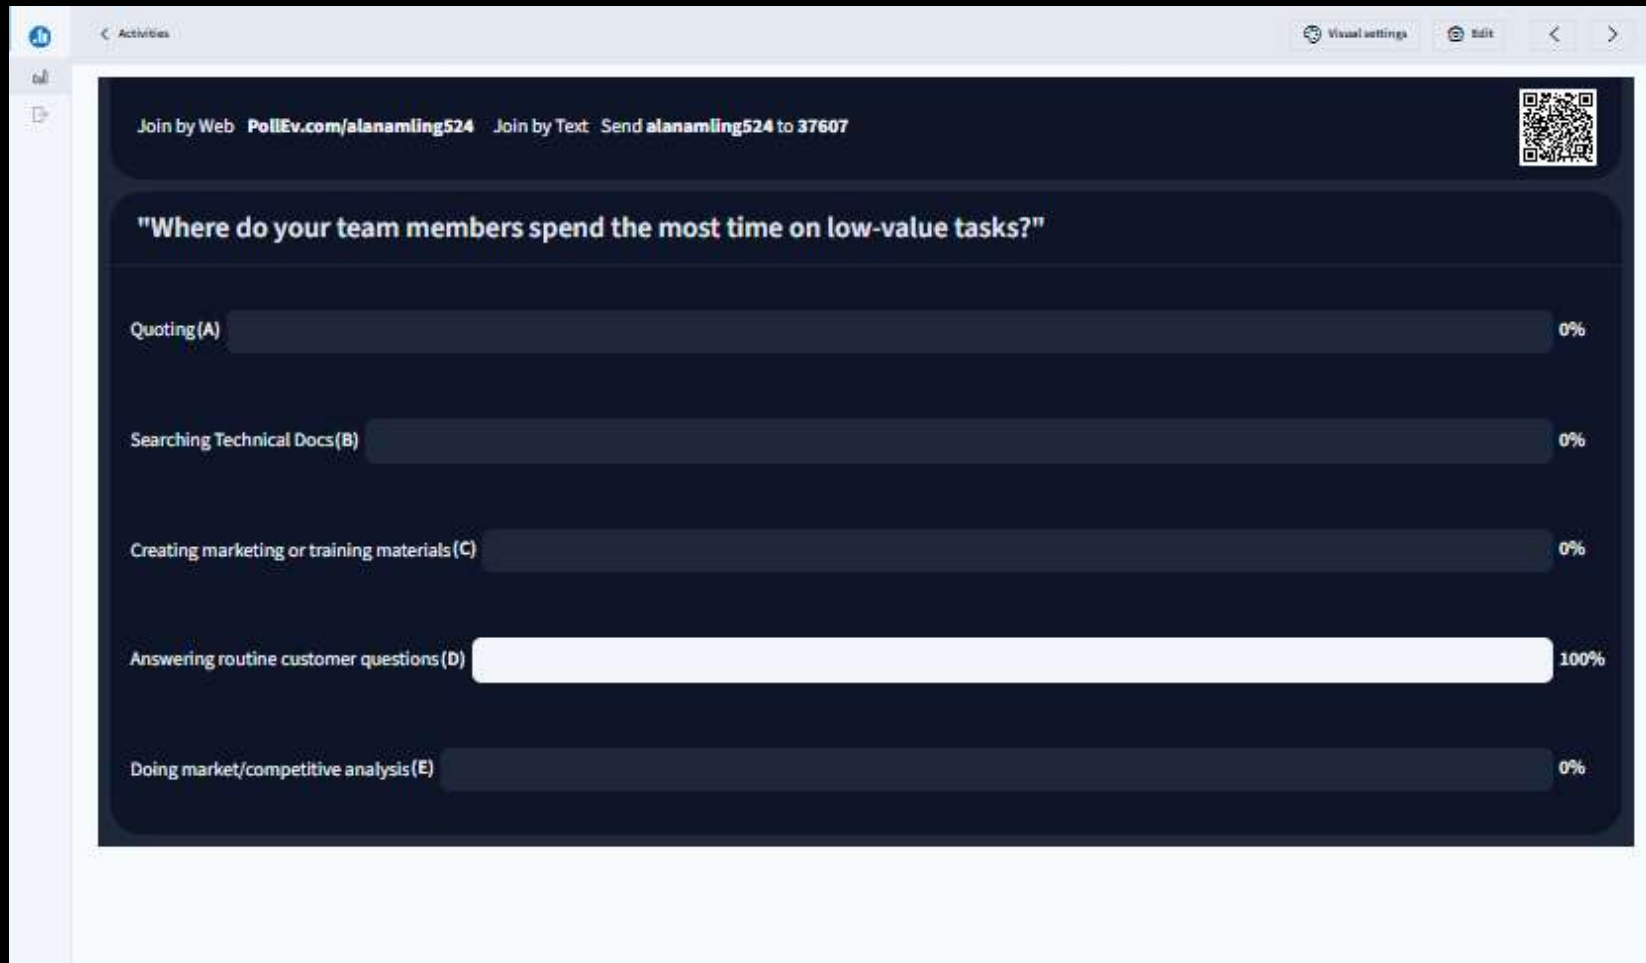 Activities
Visual settings
Edit
Join by Web PollEv.com/alanamling524 Join by Text Send alanamling524 to 37607
"Where do your team members spend the most time on low-value tasks?"
Quoting(A) 0%
Searching Technical Docs(B) 0%
Creating marketing or training materials(C) 0%
Answering routine customer questions(D) 100%
Doing market/competitive analysis(E) 0%